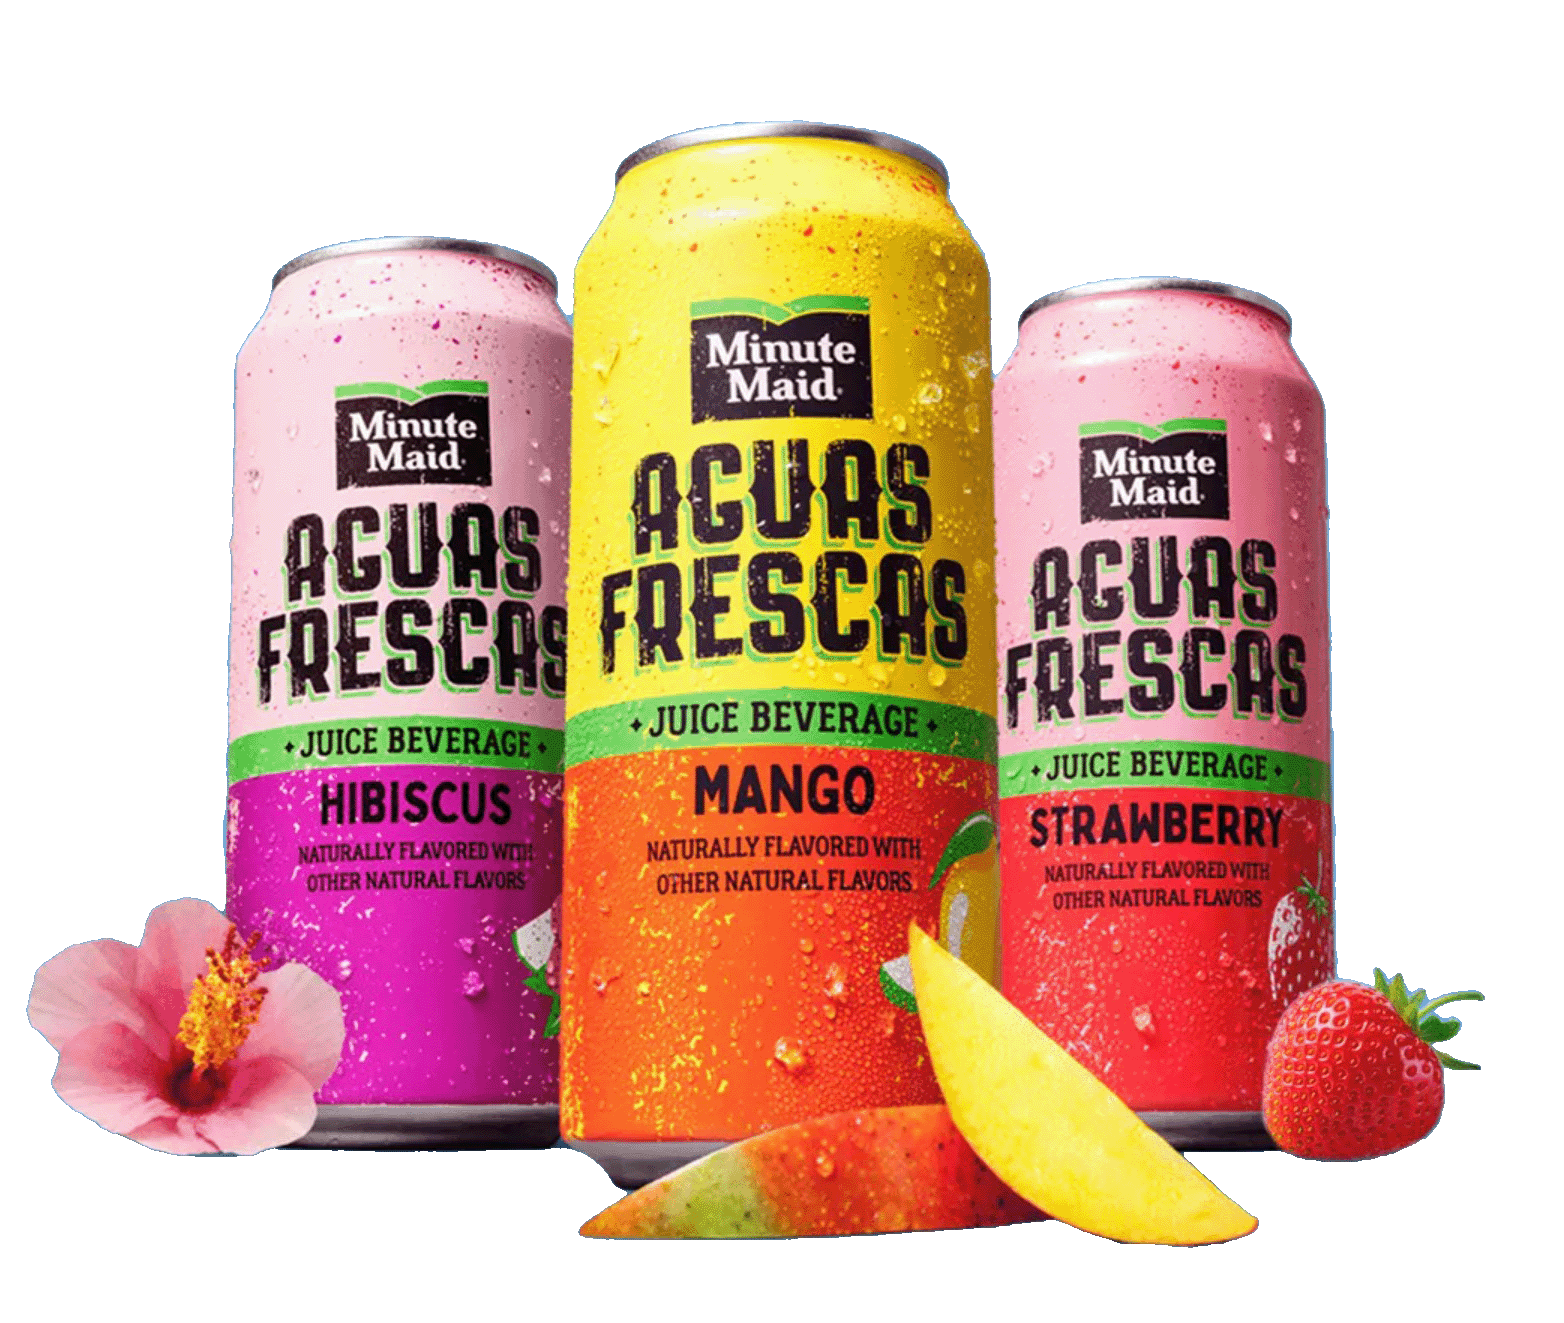 Minute
Maid
AGUAS
FRESCAS
JUICE BEVERAGE
HIBISCUS
NATURALLY FLAVORED WITH
OTHER NATURAL FLAVORS
Minute
Maid
AGUAS
FRESCAS
JUICE BEVERAGE
MANGO
NATURALLY FLAVORED WITH
OTHER NATURAL FLAVORS
Minute
Maid
AGUAS
FRESCAS
JUICE BEVERAGE
STRAWBERRY
NATURALLY FLAVORED WITH
OTHER NATURAL FLAVORS